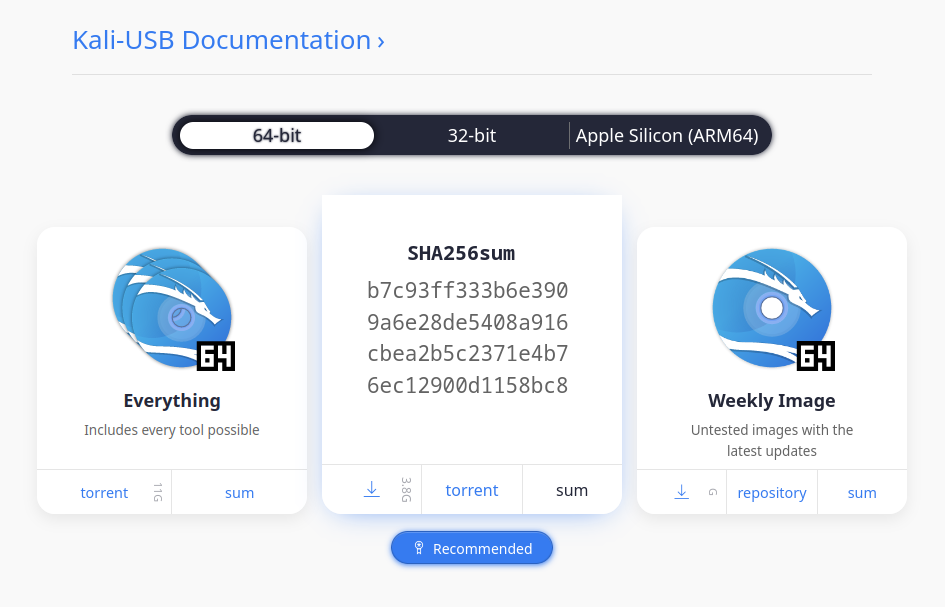 Kali-USB Documentation ›
64-bit
32-bit
Apple Silicon (ARM64)
64
Everything
Includes every tool possible
torrent
11G
sum
SHA256sum
b7c93ff333b6e390
9a6e28de5408a916
cbea2b5c2371e4b7
6ec12900d1158bc8
3.8G
torrent
sum
Recommended
64
Weekly Image
Untested images with the
latest updates
G
repository
sum